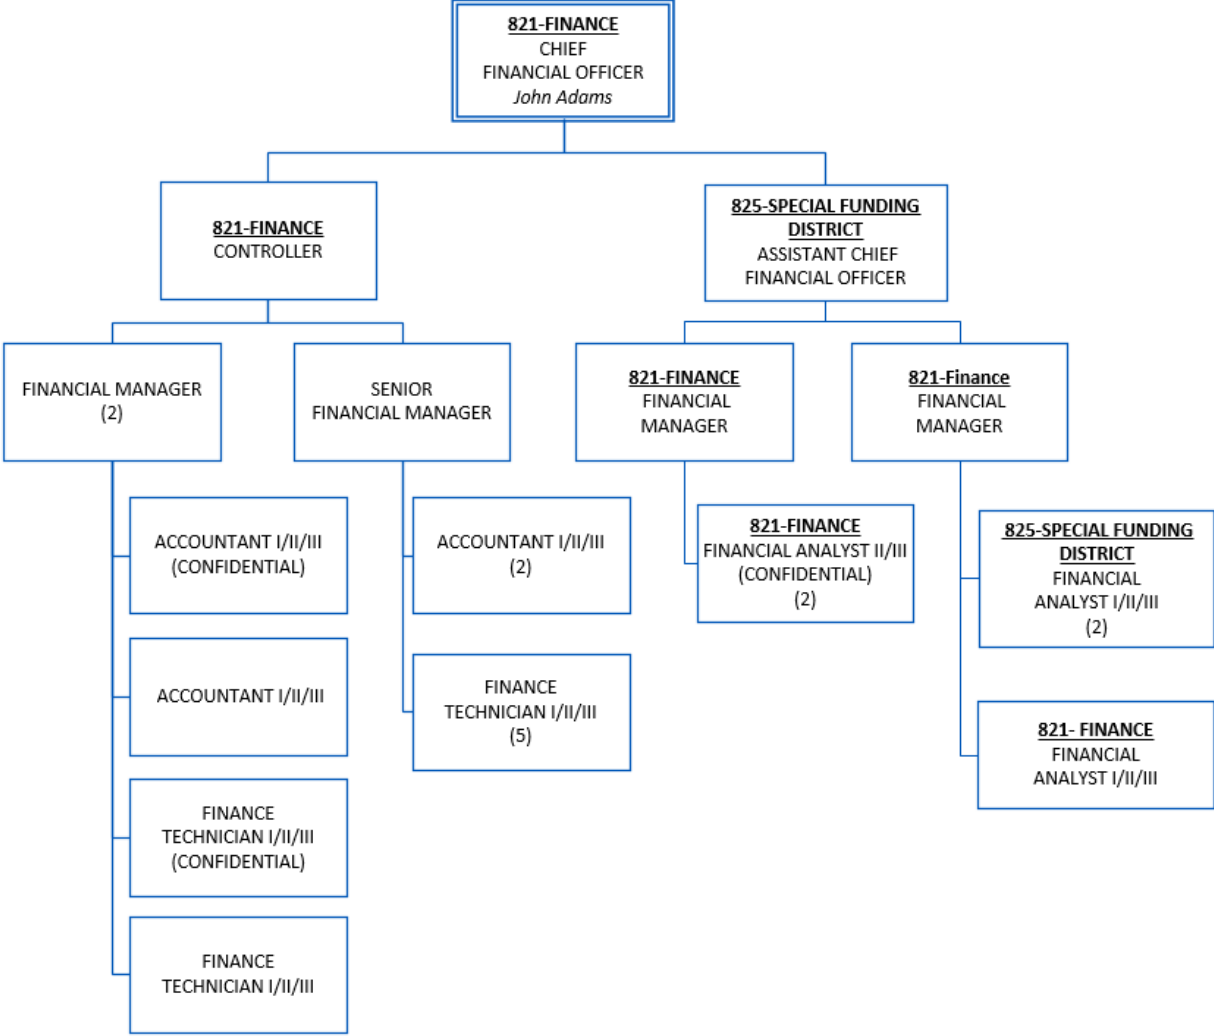 821-FINANCE
CHIEF
FINANCIAL OFFICER
John Adams
821-FINANCE
CONTROLLER
825-SPECIAL FUNDING
DISTRICT
ASSISTANT CHIEF
FINANCIAL OFFICER
FINANCIAL MANAGER
(2)
SENIOR
FINANCIAL MANAGER
821-FINANCE
FINANCIAL
MANAGER
821-Finance
FINANCIAL
MANAGER
ACCOUNTANT I/II/III
(CONFIDENTIAL)
ACCOUNTANT I/II/III
FINANCE
TECHNICIAN I/II/III
(CONFIDENTIAL)
FINANCE
TECHNICIAN I/II/III
ACCOUNTANT I/II/III
(2)
FINANCE
TECHNICIAN I/II/III
(5)
821-FINANCE
FINANCIAL ANALYST II/III
(CONFIDENTIAL)
(2)
825-SPECIAL FUNDING
DISTRICT
FINANCIAL
ANALYST I/II/III
(2)
821- FINANCE
FINANCIAL
ANALYST I/II/III